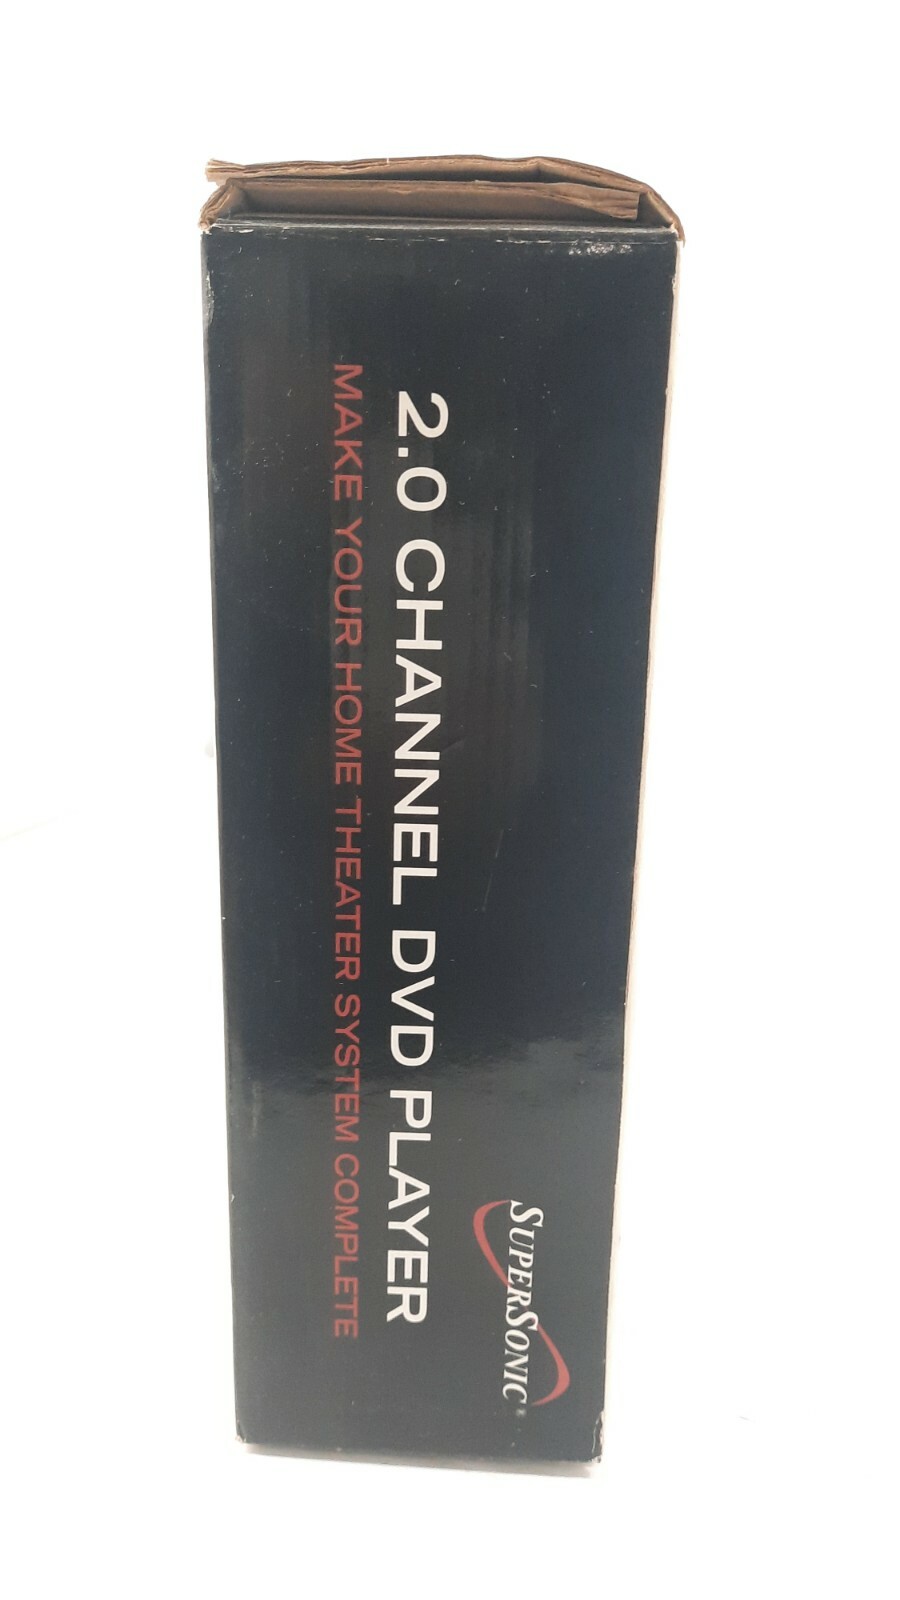 SUPERSONIC®
2.0 CHANNEL DVD PLAYER
MAKE YOUR HOME THEATER SYSTEM COMPLETE